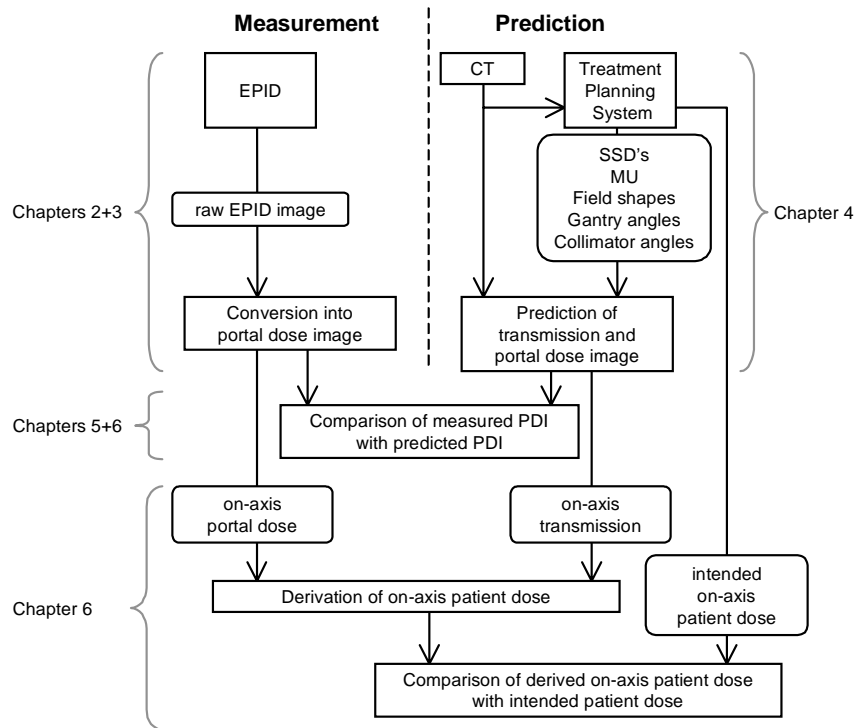 Measurement
Prediction
EPID
CT
Treatment
Planning
System
SSD's
MU
Field shapes
Gantry angles
Collimator angles
Chapters 2+3
raw EPID image
Chapter 4
Conversion into
portal dose image
Prediction of
transmission and
portal dose image
Chapters 5+6
Comparison of measured PDI
with predicted PDI
on-axis
portal dose
on-axis
transmission
Chapter 6
Derivation of on-axis patient dose
intended
on-axis
patient dose
Comparison of derived on-axis patient dose
with intended patient dose